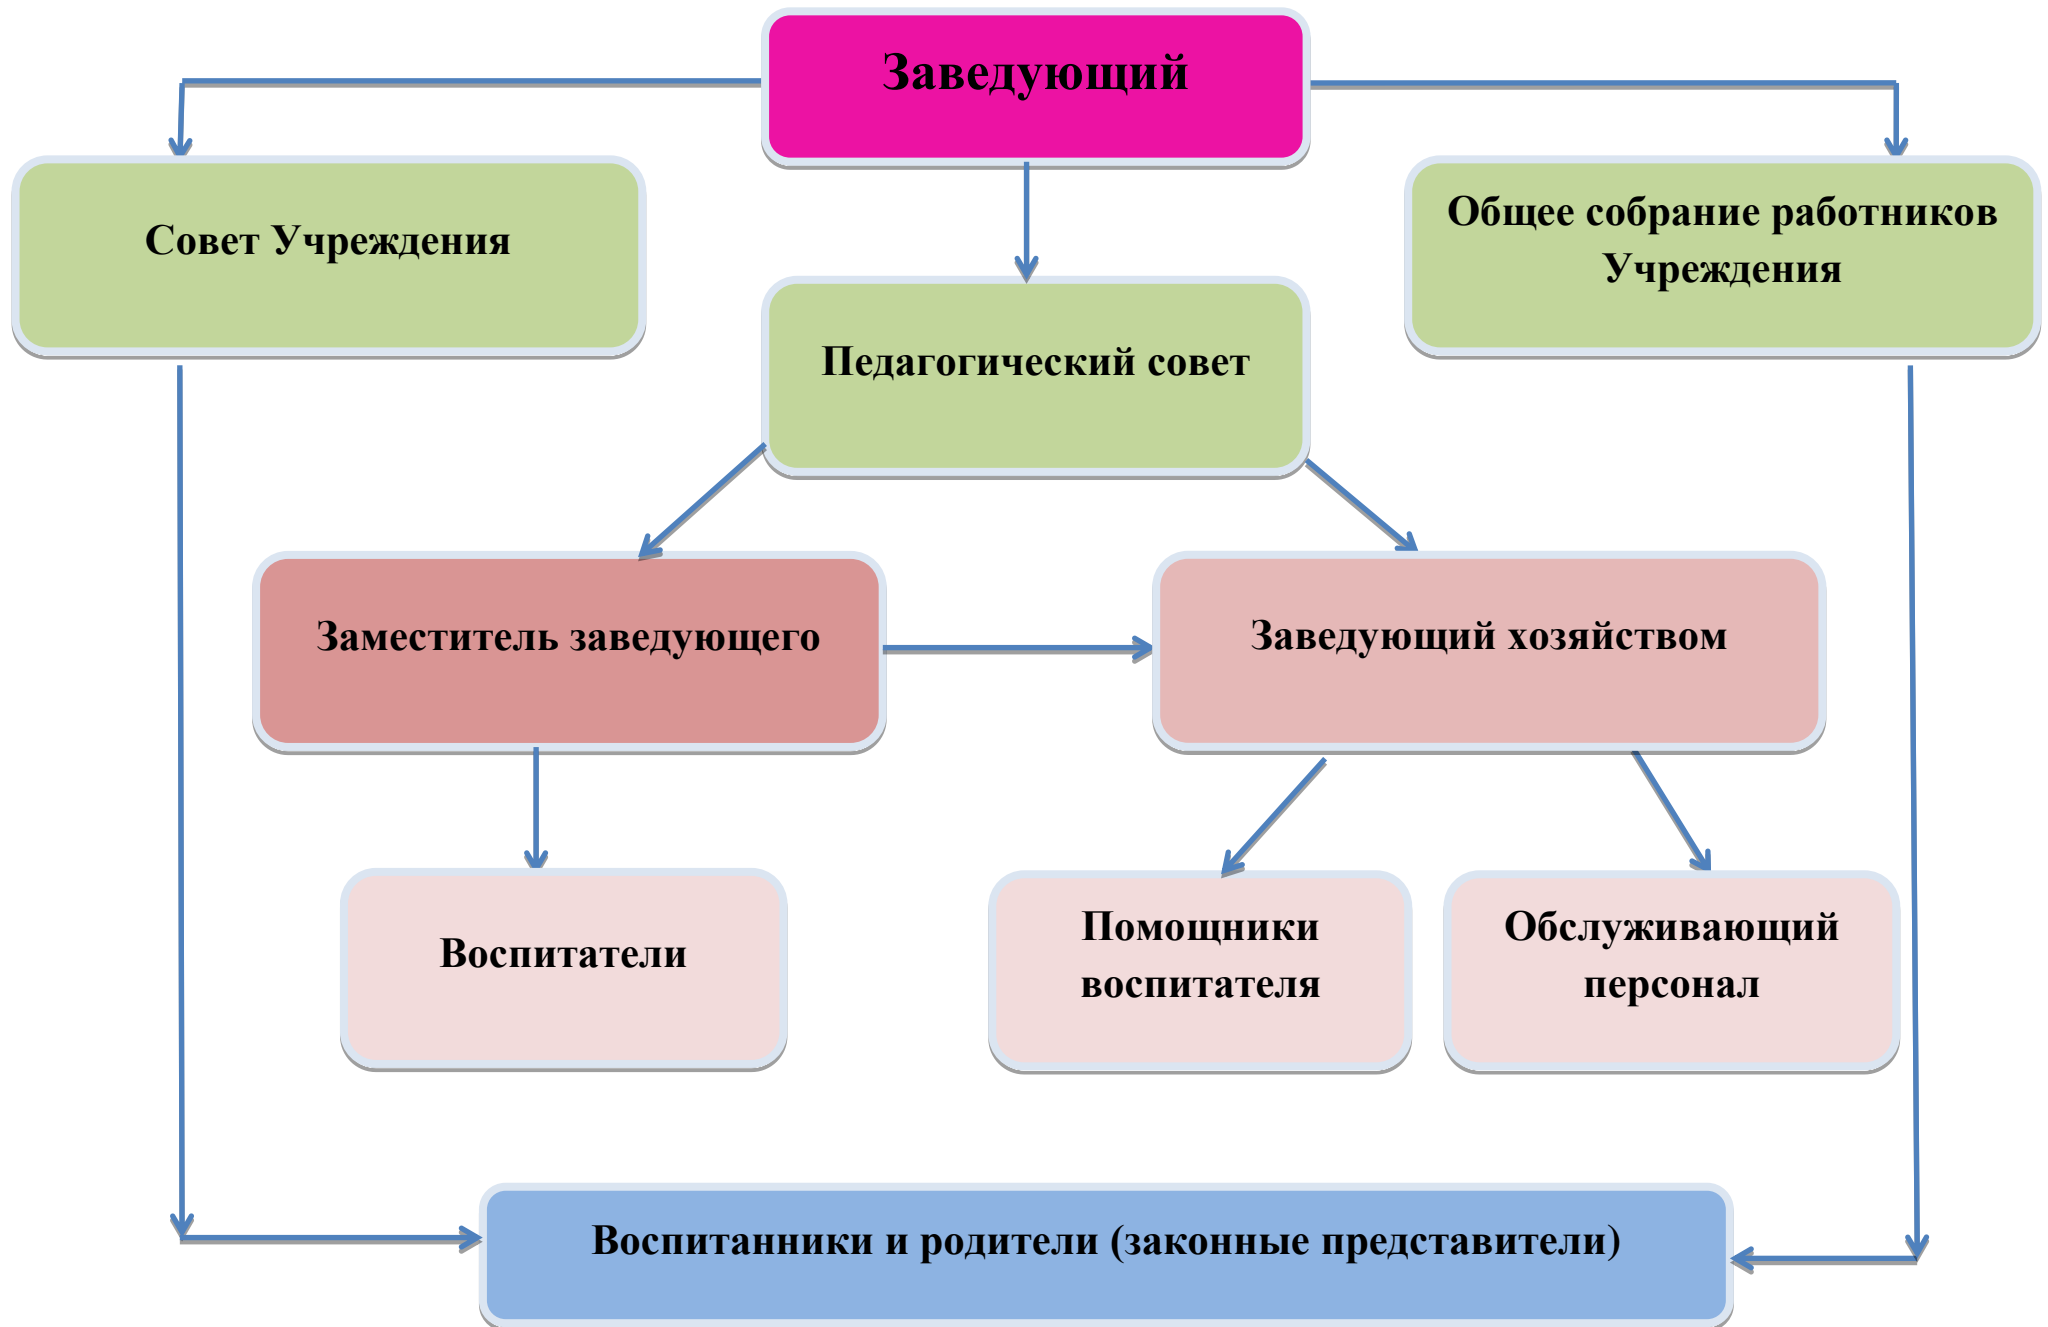 Заведующий
Совет Учреждения
Общее собрание работников
Учреждения
Педагогический совет
Заместитель заведующего
Заведующий хозяйством
Воспитатели
Помощники
воспитателя
Обслуживающий
персонал
Воспитанники и родители (законные представители)